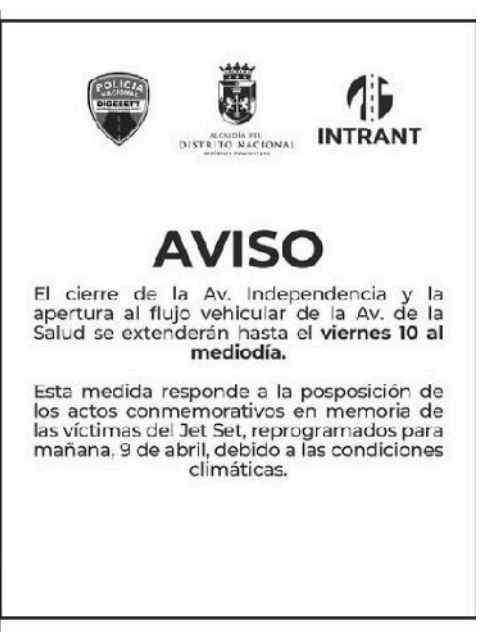 POLICIA
NACIONAL
DIGESETT
ALCALDÍA DEL
DISTRITO NACIONAL
REPÚBLICA DOMINICANA
INTRANT
AVISO
El cierre de la Av. Independencia y la
apertura al flujo vehicular de la Av. de la
Salud se extenderán hasta el viernes 10 al
mediodía.
Esta medida responde a la posposición de
los actos conmemorativos en memoria de
las víctimas del Jet Set, reprogramados para
mañana, 9 de abril, debido a las condiciones
climáticas.